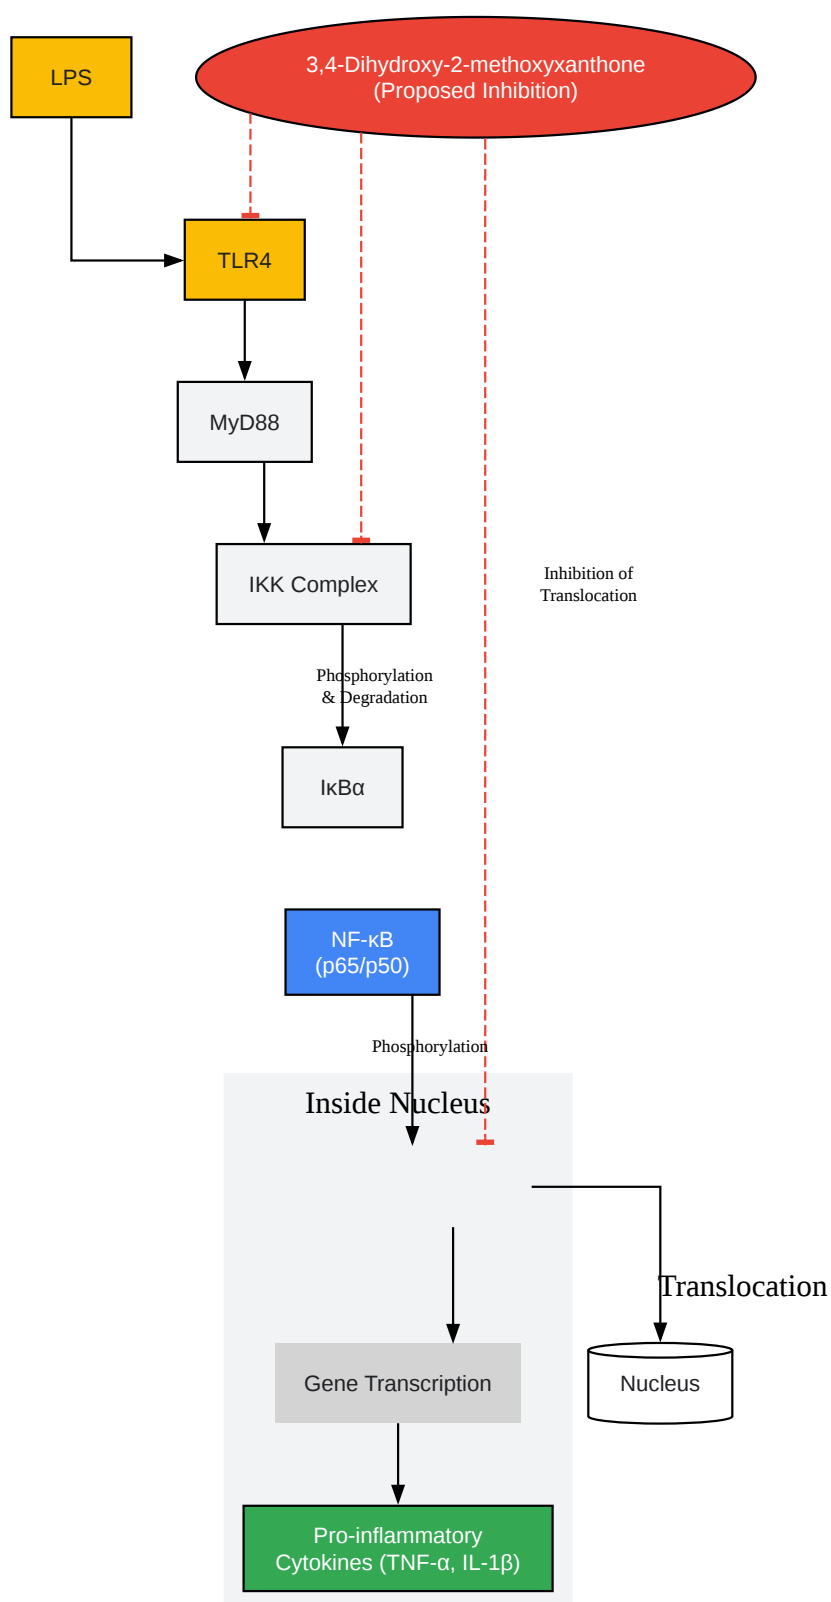 LPS
3,4-Dihydroxy-2-methoxyxanthone
(Proposed Inhibition)
TLR4
MyD88
IKK Complex
Inhibition of
Translocation
Phosphorylation
& Degradation
IκBα
NF-κB
(p65/p50)
Phosphorylation
Inside Nucleus
Translocation
Gene Transcription
Nucleus
Pro-inflammatory
Cytokines (TNF-α, IL-1β)